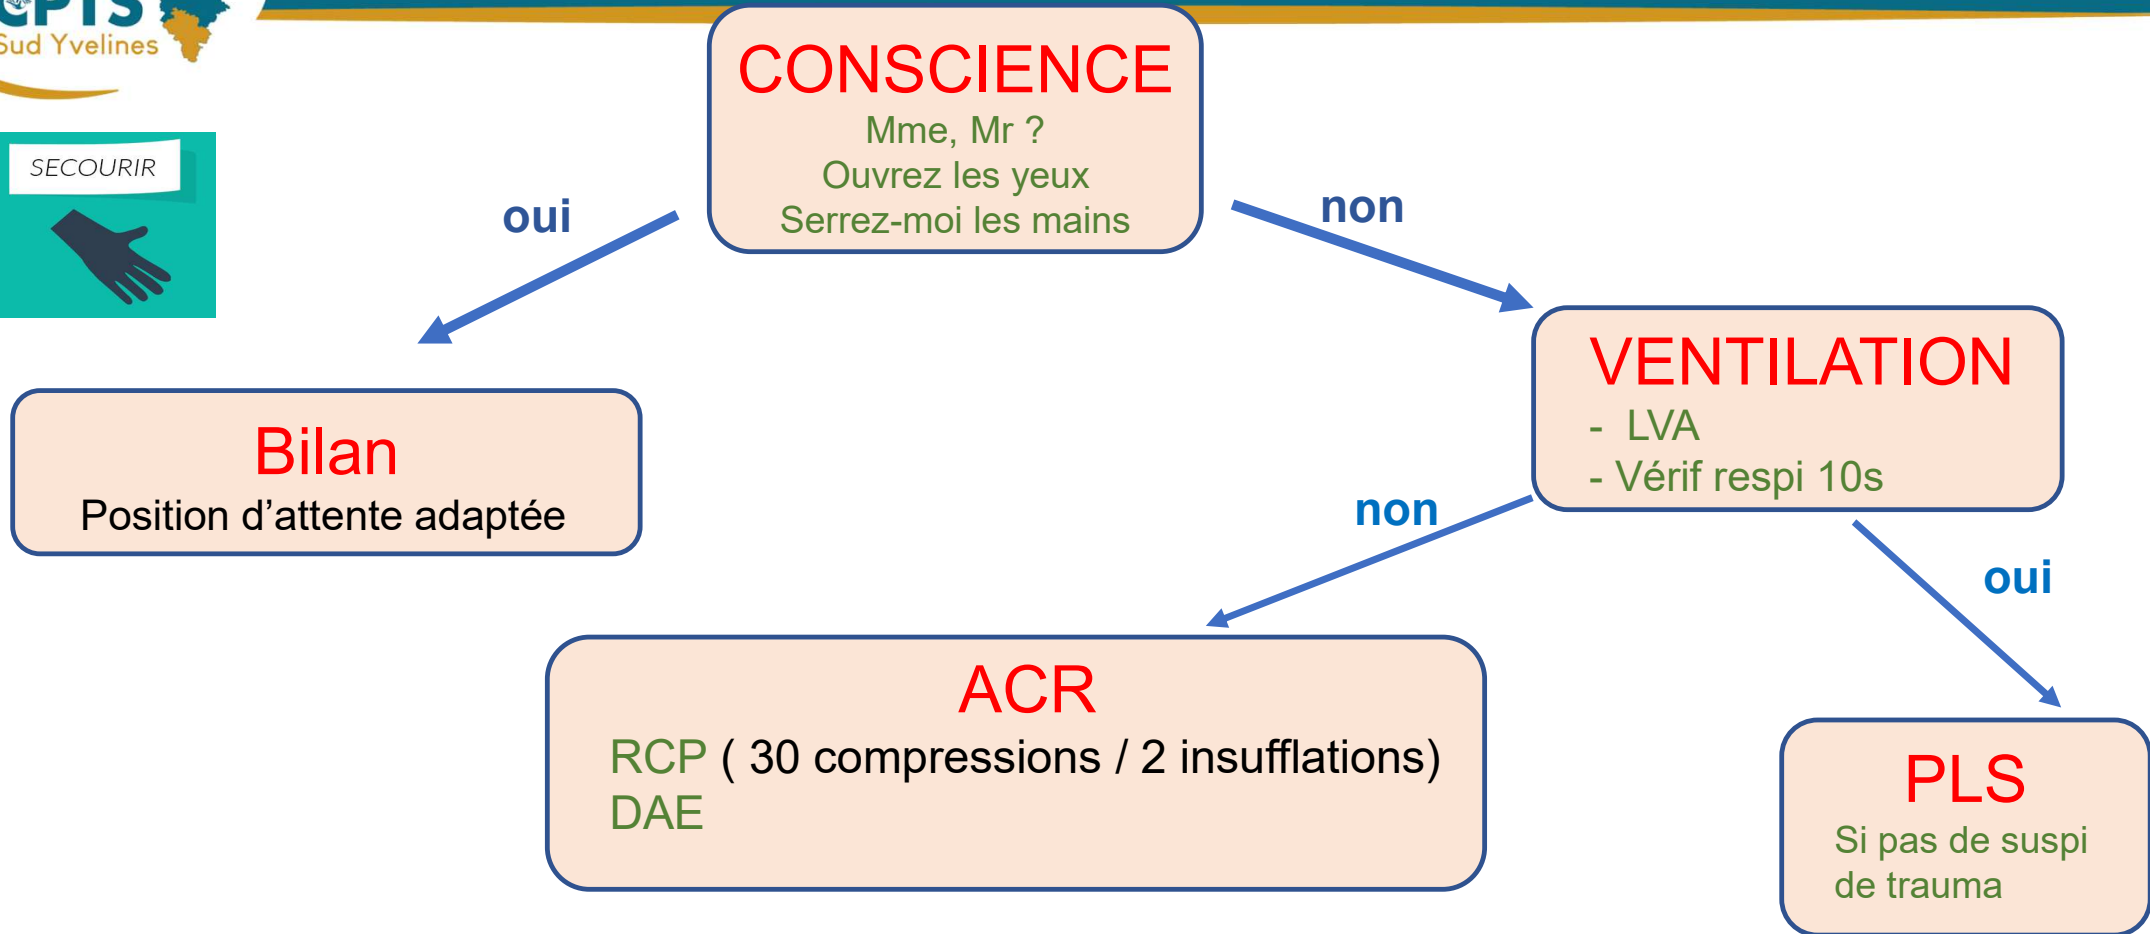 CPTS
Sud Yvelines
SECOURIR
CONSCIENCE
Mme, Mr ?
Ouvrez les yeux
Serrez-moi les mains
oui
non
Bilan
Position d’attente adaptée
VENTILATION
- LVA
- Vérif respi 10s
non
oui
ACR
RCP ( 30 compressions / 2 insufflations)
DAE
PLS
Si pas de suspi
de trauma